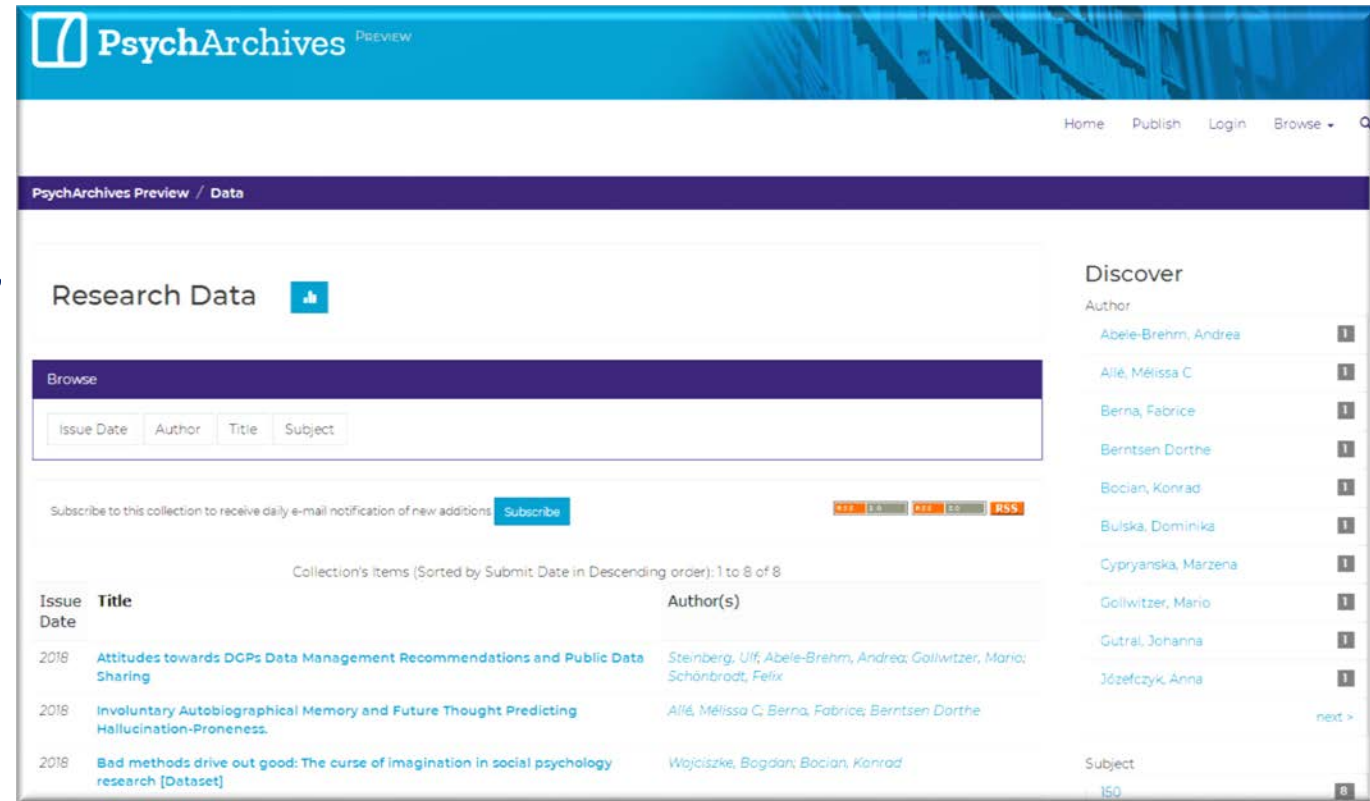 PsychArchives PREVIEW
Home Publish Login Browse
PsychArchives Preview / Data
Research Data
Browse
Issue Date Author Title Subject
Subscribe to this collection to receive daily e-mail notification of new additions Subscribe
RSS 1.0 RSS 2.0 RSS
Collection's Items (Sorted by Submit Date in Descending order): 1 to 8 of 8
Issue Date Title Author(s)
2018 Attitudes towards DGPs Data Management Recommendations and Public Data Steinberg, Ulf; Abele-Brehm, Andrea; Gollwitzer, Mario;
Sharing Schönbrodt, Felix
2018 Involuntary Autobiographical Memory and Future Thought Predicting Allé, Mélissa C; Berna, Fabrice; Berntsen Dorthe
Hallucination-Proneness.
2018 Bad methods drive out good: The curse of imagination in social psychology Wojciszke, Bogdan; Bocian, Konrad
research [Dataset]
Discover
Author
Abele-Brehm, Andrea 1
Allé, Mélissa C 1
Berna, Fabrice 1
Berntsen Dorthe 1
Bocian, Konrad 1
Bulska, Dominika 1
Cypryanska, Marzena 1
Gollwitzer, Mario 1
Gutral, Johanna 1
Józefczyk, Anna 1
next >
Subject
150 8